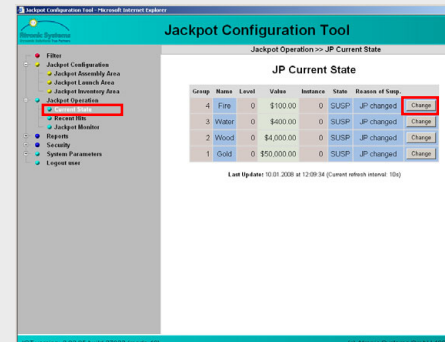 Jackpot Configuration Tool - Microsoft Internet Explorer
Atronic Systems
Jackpot Configuration Tool
Jackpot Operation >> JP Current State
Filter
Jackpot Configuration
Jackpot Assembly Area
Jackpot Launch Area
Jackpot Inventory Area
Jackpot Operation
Current State
Recent Hits
Jackpot Monitor
Reports
Security
System Parameters
Logout user
JP Current State
Group Name Level Value Instance State Reason of Susp.
4 Fire 0 $100.00 0 SUSP JP changed Change
3 Water 0 $400.00 0 SUSP JP changed Change
2 Wood 0 $4,000.00 0 SUSP JP changed Change
1 Gold 0 $50,000.00 0 SUSP JP changed Change
Last Update: 10.01.2008 at 12:09:34 (Current refresh interval: 10s)